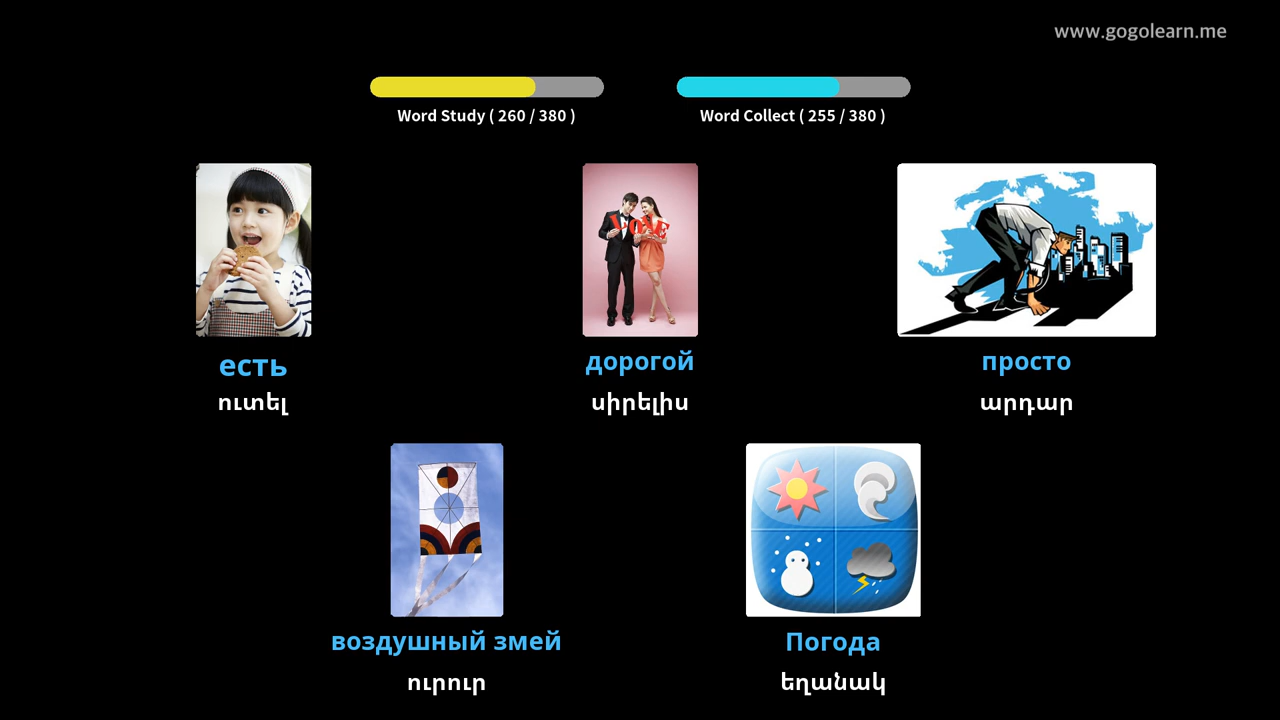 www.gogolearn.me
Word Study ( 260 / 380 )
Word Collect ( 255 / 380 )
LOVE
есть
дорогой
просто
ուտել
սիրելիս
արդար
воздушный змей
Погода
ուրուր
եղանակ